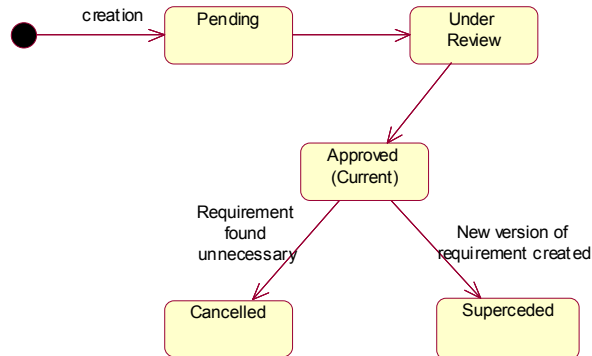 creation
Pending
Under
Review
Approved
(Current)
Requirement
found
unnecessary
New version of
requirement created
Cancelled
Superceded